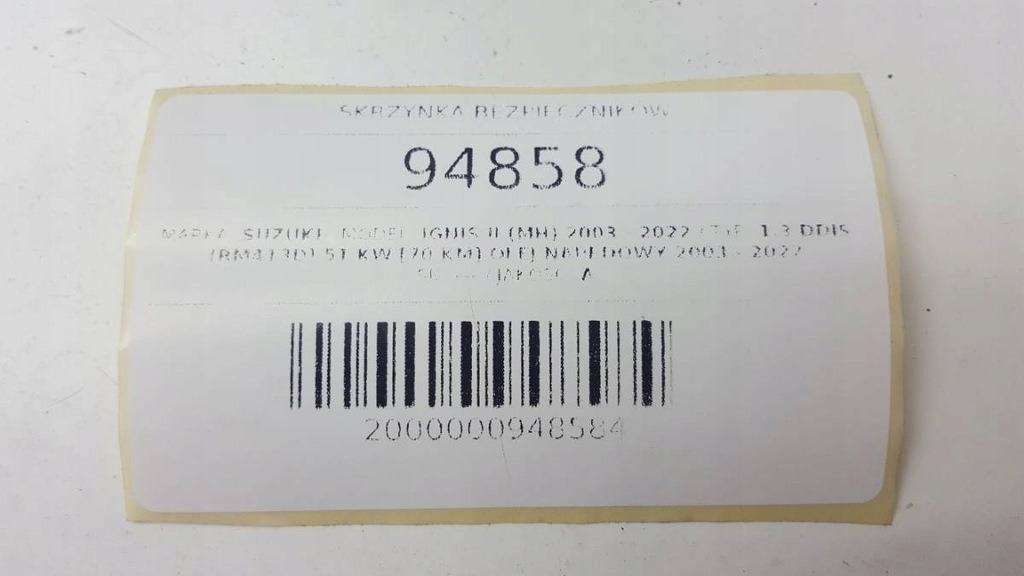 SKRZYNKA BEZPIECZNIKÓW
94858
MARKA: SUZUKI, MODEL: IGNIS II (MH) 2003 - 2022, TYP: 1.3 DDIS
(RM413D) 51 KW [70 KM] OLEJ NAPĘDOWY 2003 - 2022
JAKOŚĆ: A
2000000948584